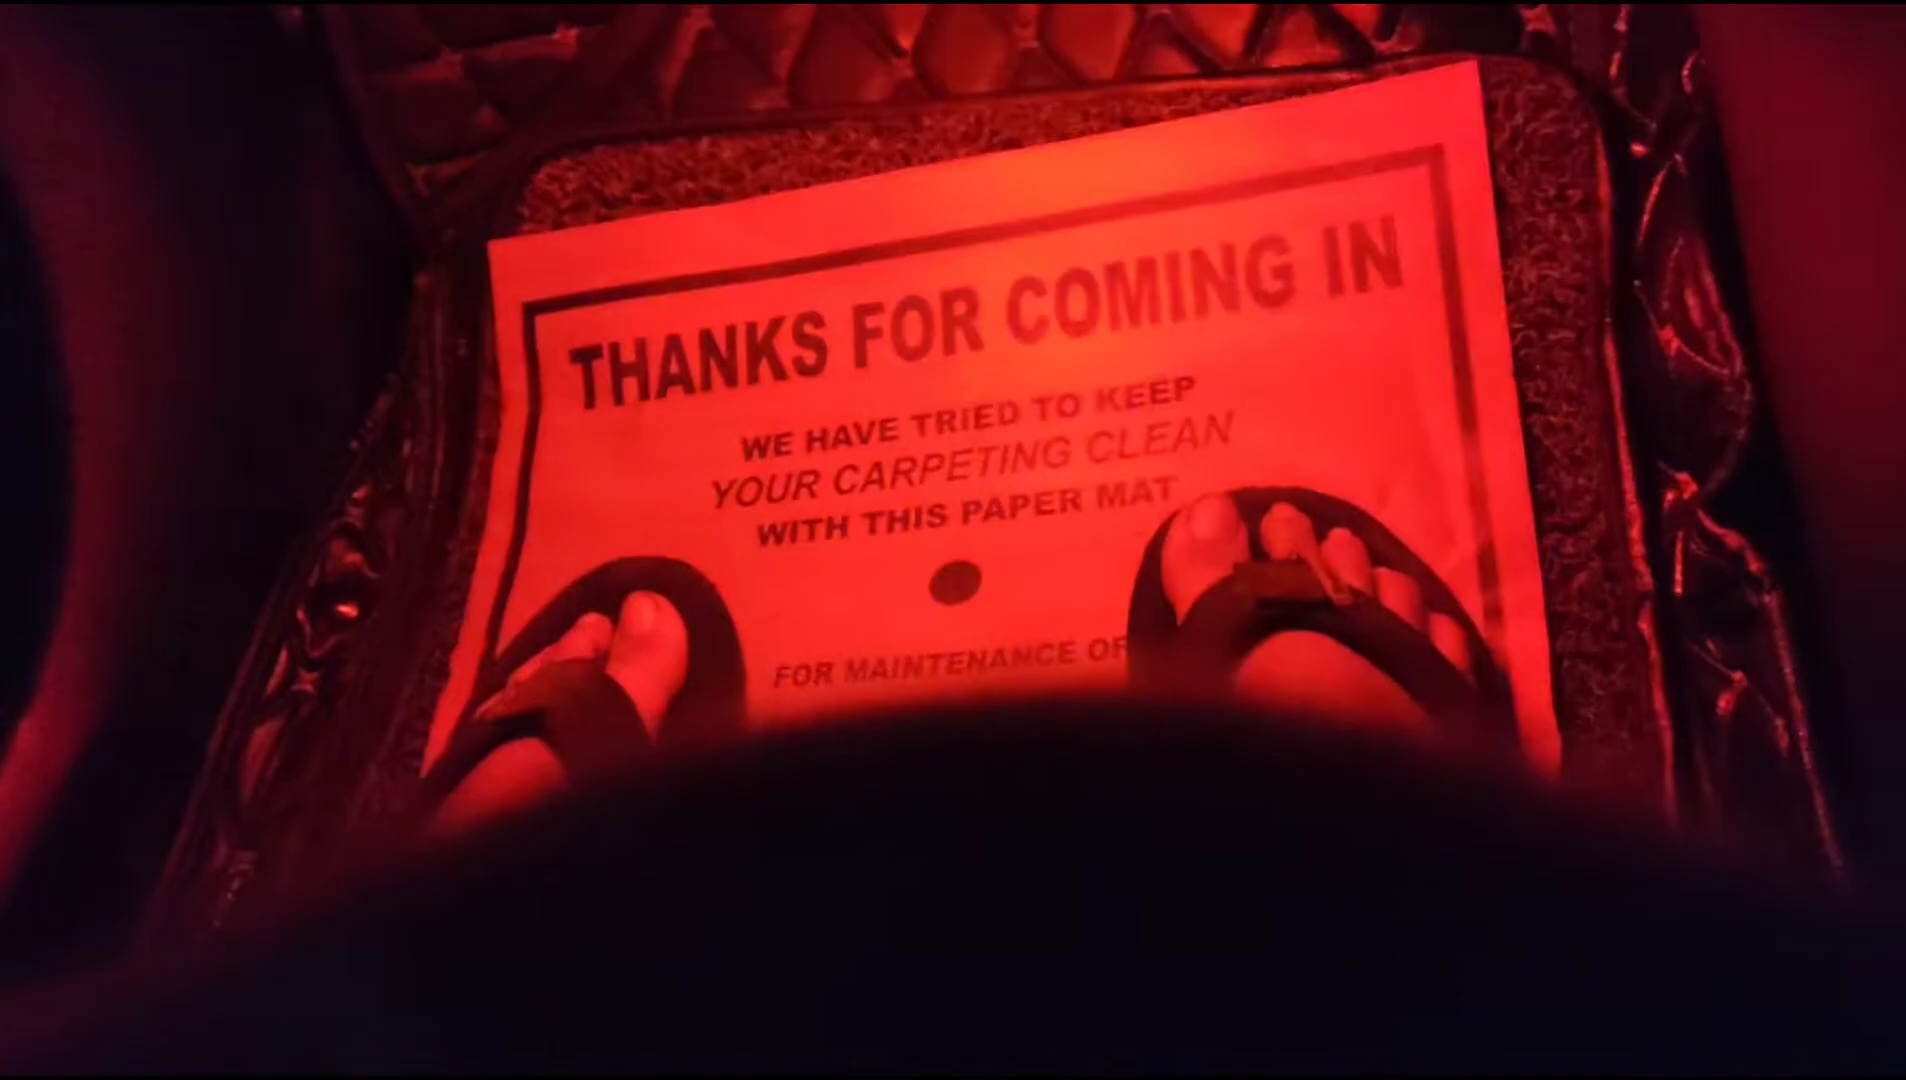 THANKS FOR COMING IN
WE HAVE TRIED TO KEEP
YOUR CARPETING CLEAN
WITH THIS PAPER MAT
FOR MAINTENANCE OF